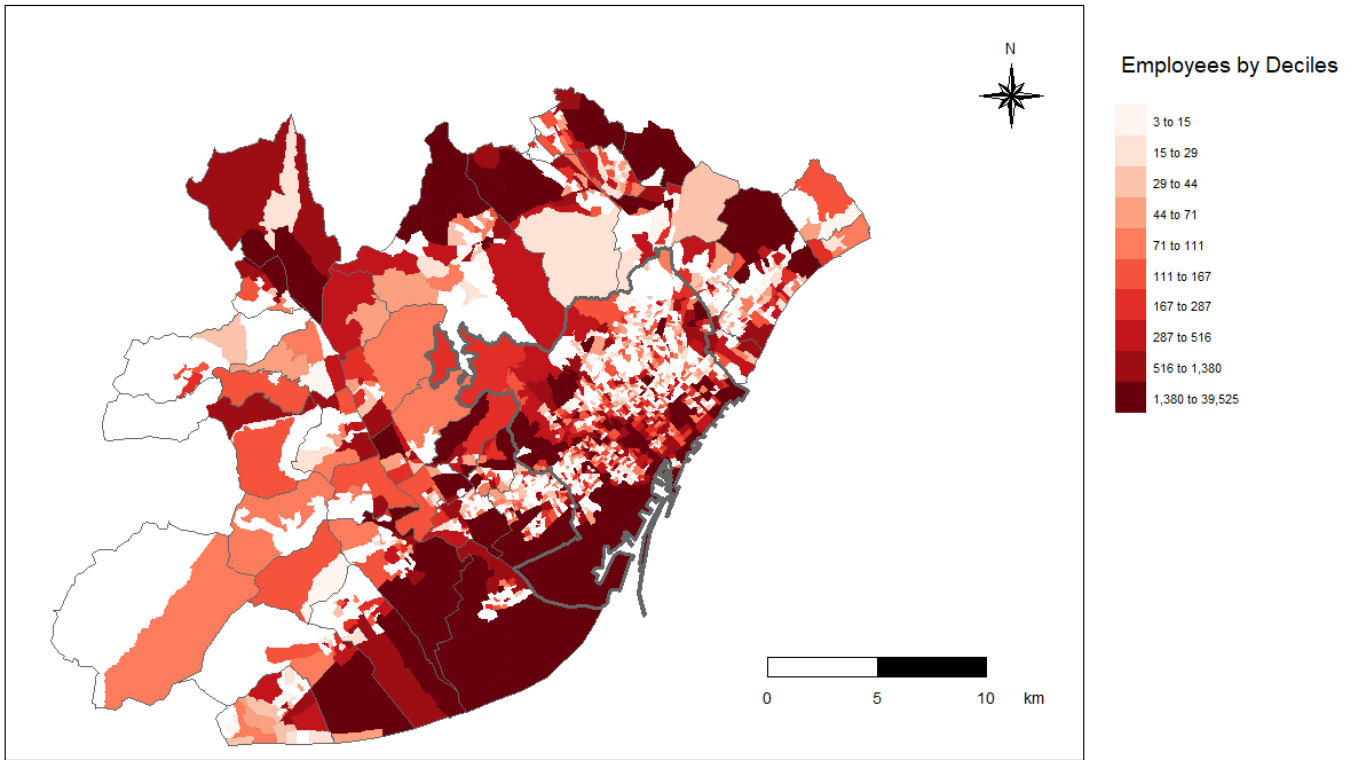 N
Employees by Deciles
3 to 15
15 to 29
29 to 44
44 to 71
71 to 111
111 to 167
167 to 287
287 to 516
516 to 1,380
1,380 to 39,525
0 5 10 km